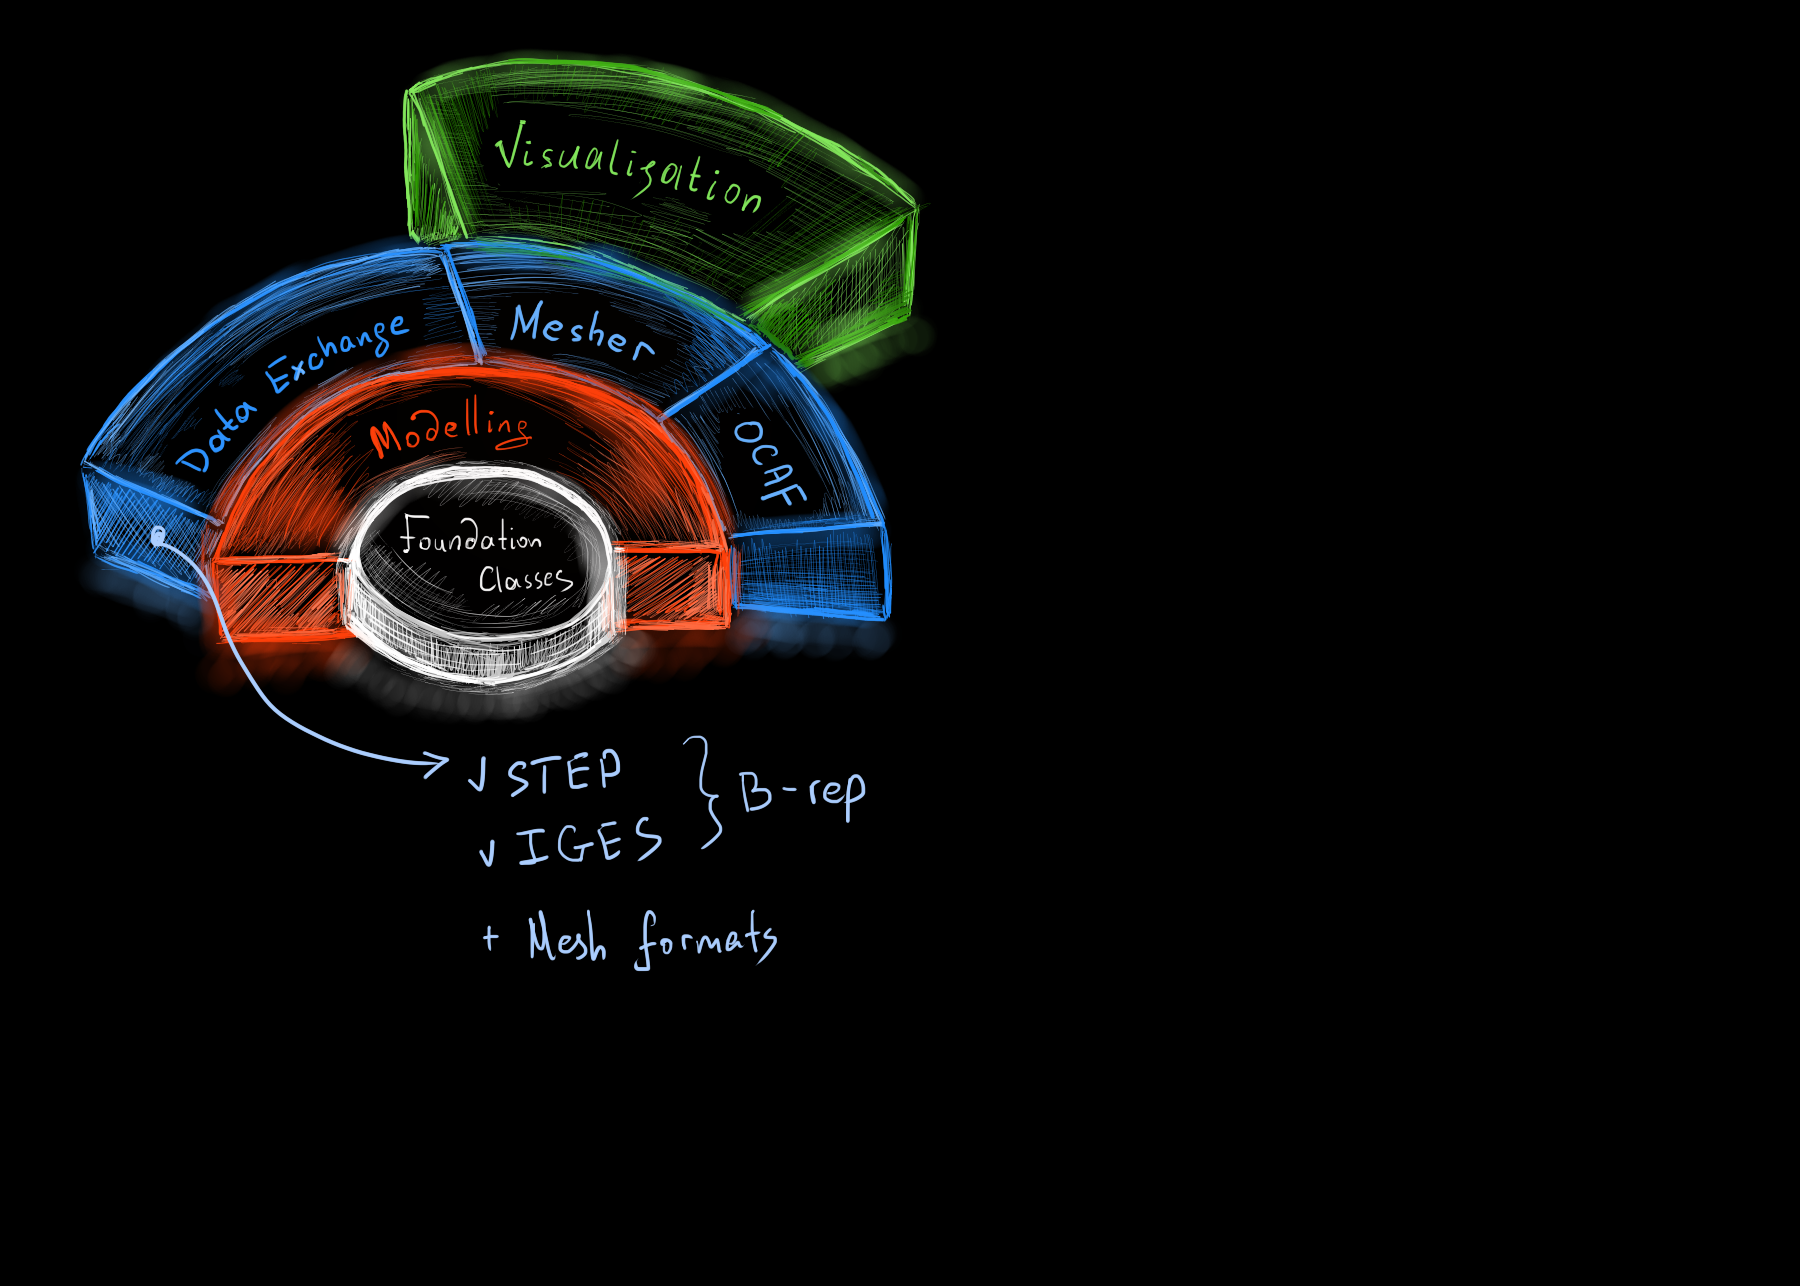 Visualization
Mesher
Data Exchange
OCAF
Modelling
Foundation
Classes
✓ STEP
✓ IGES
} B-rep
+ Mesh formats